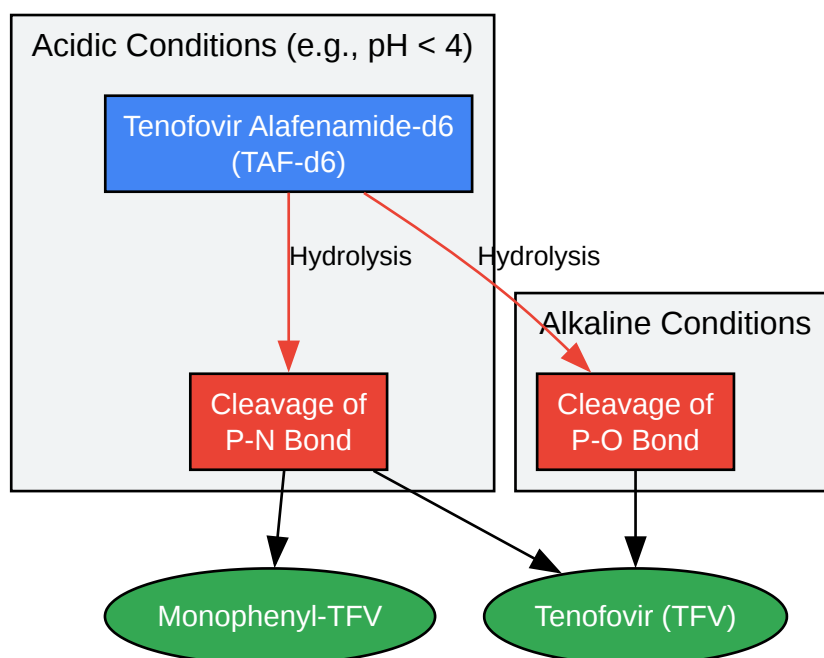 Acidic Conditions (e.g., pH < 4)
Tenofovir Alafenamide-d6
(TAF-d6)
Hydrolysis
Hydrolysis
Alkaline Conditions
Cleavage of
P-N Bond
Cleavage of
P-O Bond
Monophenyl-TFV
Tenofovir (TFV)